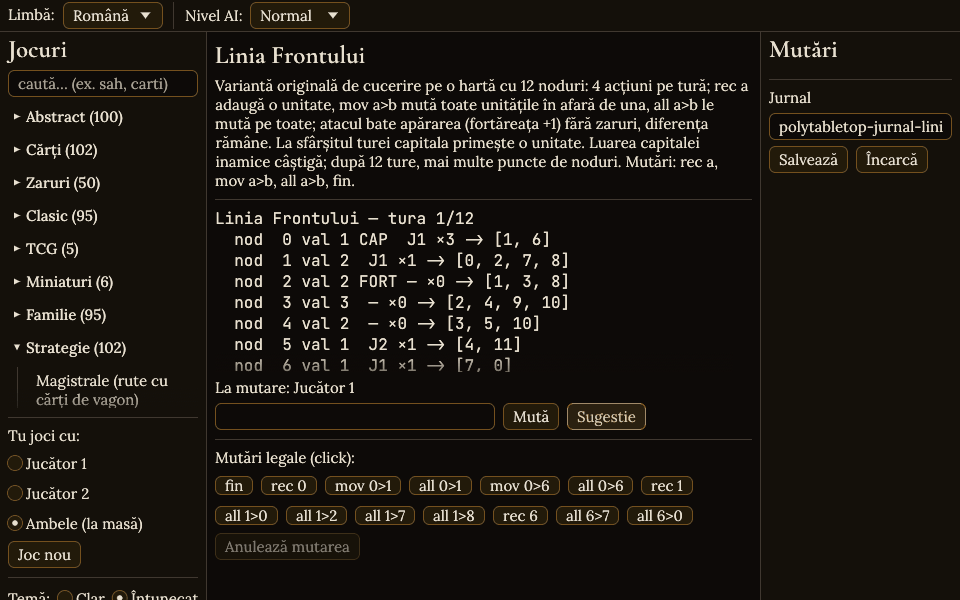 Limbă: Română ▼ Nivel AI: Normal ▼
Jocuri
caută... (ex. sah, carti)
▸ Abstract (100)
▸ Cărți (102)
▸ Zaruri (50)
▸ Clasic (95)
▸ TCG (5)
▸ Miniaturi (6)
▸ Familie (95)
▾ Strategie (102)
Magistrale (rute cu
cărți de vagon)
Tu joci cu:
Jucător 1
Jucător 2
Ambele (la masă)
Joc nou
Temă: Clar Întunecat
Linia Frontului
Variantă originală de cucerire pe o hartă cu 12 noduri: 4 acțiuni pe tură; rec a
adaugă o unitate, mov a>b mută toate unitățile în afară de una, all a>b le
mută pe toate; atacul bate apărarea (fortăreața +1) fără zaruri, diferența
rămâne. La sfârșitul turei capitala primește o unitate. Luarea capitalei
inamice câștigă; după 12 ture, mai multe puncte de noduri. Mutări: rec a,
mov a>b, all a>b, fin.
Linia Frontului — tura 1/12
nod 0 val 1 CAP J1 ×3 -> [1, 6]
nod 1 val 2 J1 ×1 -> [0, 2, 7, 8]
nod 2 val 2 FORT — ×0 -> [1, 3, 8]
nod 3 val 3 — ×0 -> [2, 4, 9, 10]
nod 4 val 2 — ×0 -> [3, 5, 10]
nod 5 val 1 J2 ×1 -> [4, 11]
nod 6 val 1 J1 ×1 -> [7, 0]
La mutare: Jucător 1
Mută Sugestie
Mutări legale (click):
fin rec 0 mov 0>1 all 0>1 mov 0>6 all 0>6 rec 1
all 1>0 all 1>2 all 1>7 all 1>8 rec 6 all 6>7 all 6>0
Anulează mutarea
Mutări
Jurnal
polytabletop-jurnal-lini
Salvează Încarcă